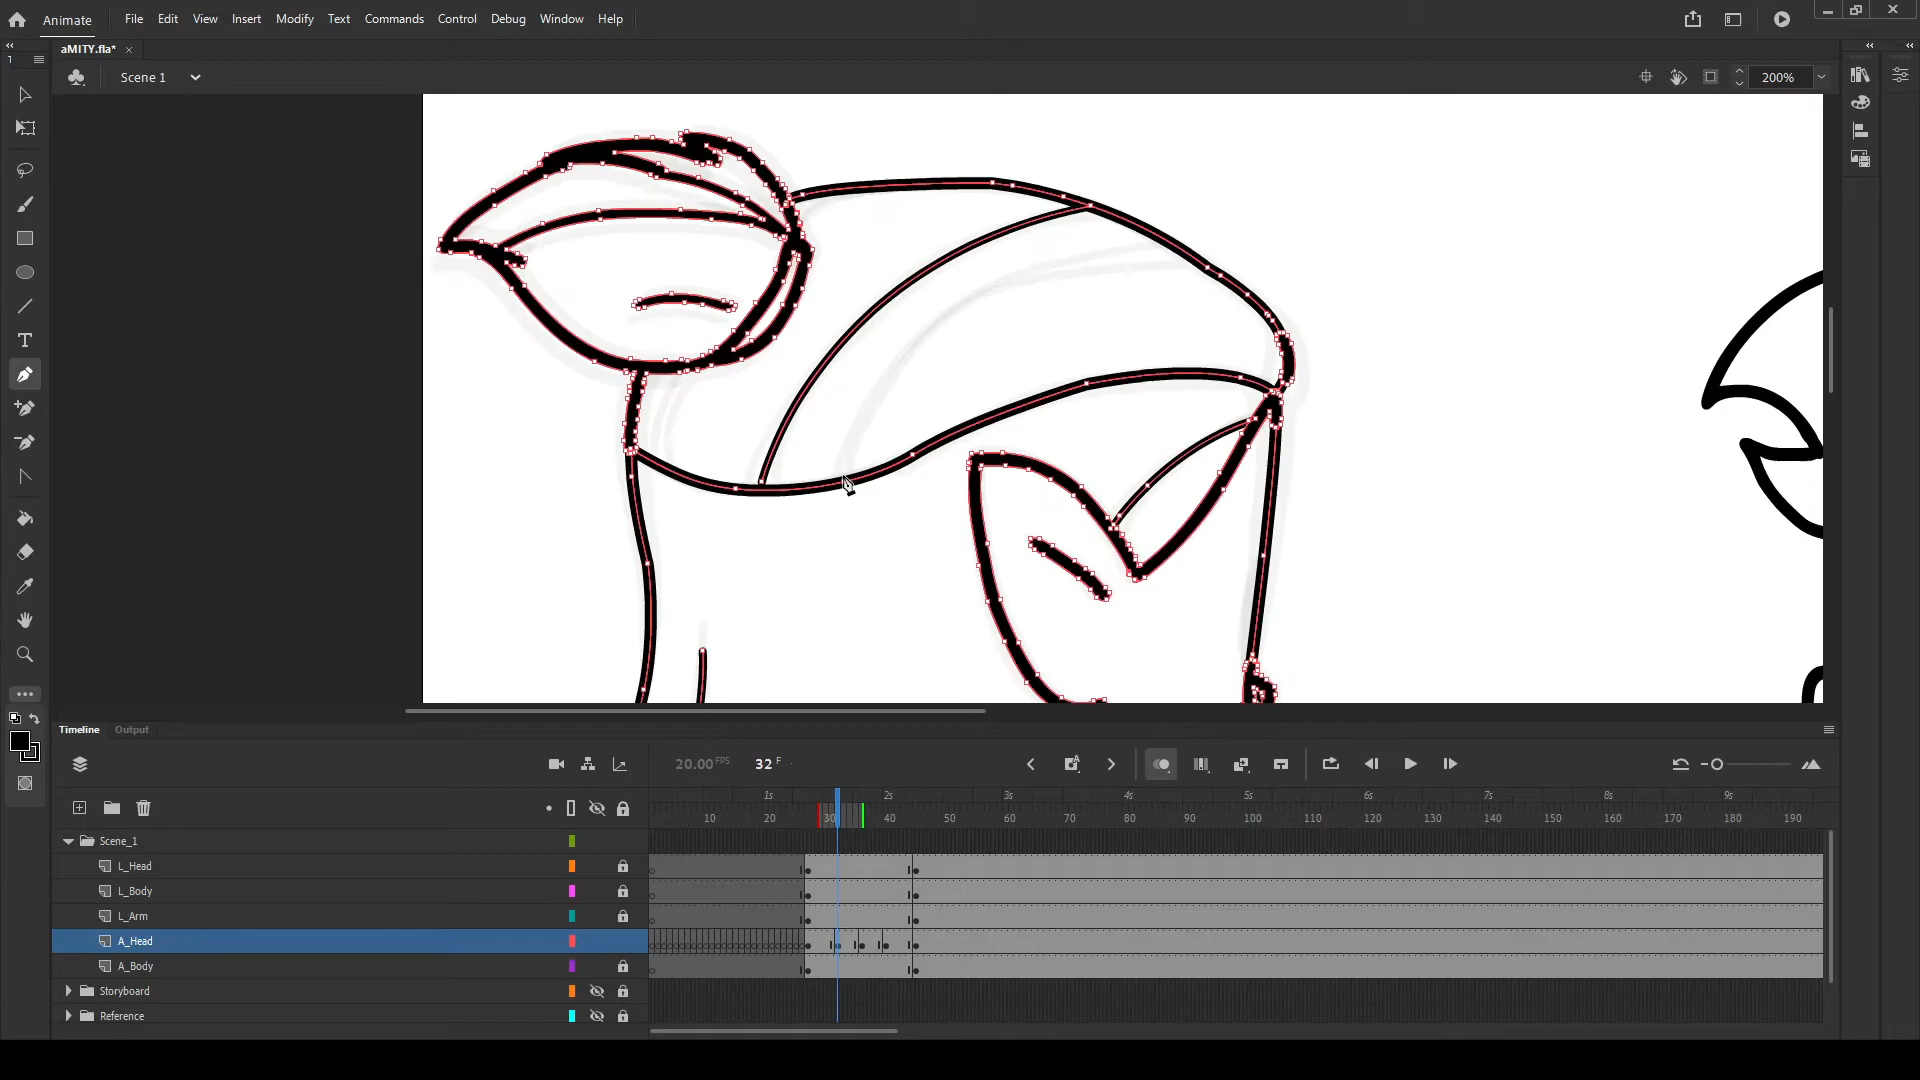 Animate File Edit View Insert Modify Text Commands Control Debug Window Help
aMITY.fla* ×
1
Scene 1 200%
T
Timeline Output
20.00 FPS 32 F
1s 2s 3s 4s 5s 6s 7s 8s 9s
10 20 30 40 50 60 70 80 90 100 110 120 130 140 150 160 170 180 190
Scene_1
L_Head
L_Body
L_Arm
A_Head
A_Body
Storyboard
Reference